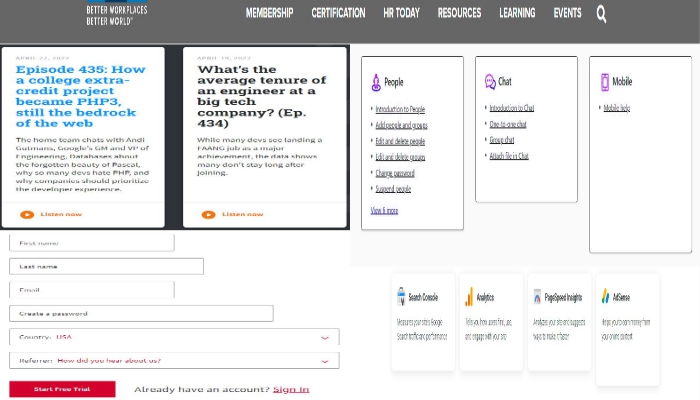 BETTER WORKPLACES
BETTER WORLD
MEMBERSHIP CERTIFICATION HR TODAY RESOURCES LEARNING EVENTS
APRIL 22, 2022
Episode 435: How
a college extra-
credit project
became PHP3,
still the bedrock
of the web
The home team chats with Andi
Gutmans, Google's GM and VP of
Engineering, Databases about
the forgotten beauty of Pascal,
why so many devs hate PHP, and
why companies should prioritize
the developer experience.
Listen now
APRIL 19, 2022
What's the
average tenure of
an engineer at a
big tech
company? (Ep.
434)
While many devs see landing a
FAANG job as a major
achievement, the data shows
many don't stay long after
joining.
Listen now
People
Introduction to People
Add people and groups
Edit and delete people
Edit and delete groups
Change password
Suspend people
View 6 more
Chat
Introduction to Chat
One-to-one chat
Group chat
Attach file in Chat
Mobile
Mobile help
First name
Last name
Email
Create a password
Country: USA
Referrer: How did you hear about us?
Start Free Trial
Already have an account? Sign In
Search Console
Measures your site's Google
Search traffic and performance
Analytics
Tells you how users find, use,
and engage with your site
PageSpeed Insights
Analyzes your site and suggests
ways to make it faster
AdSense
Helps you earn money from
your online content